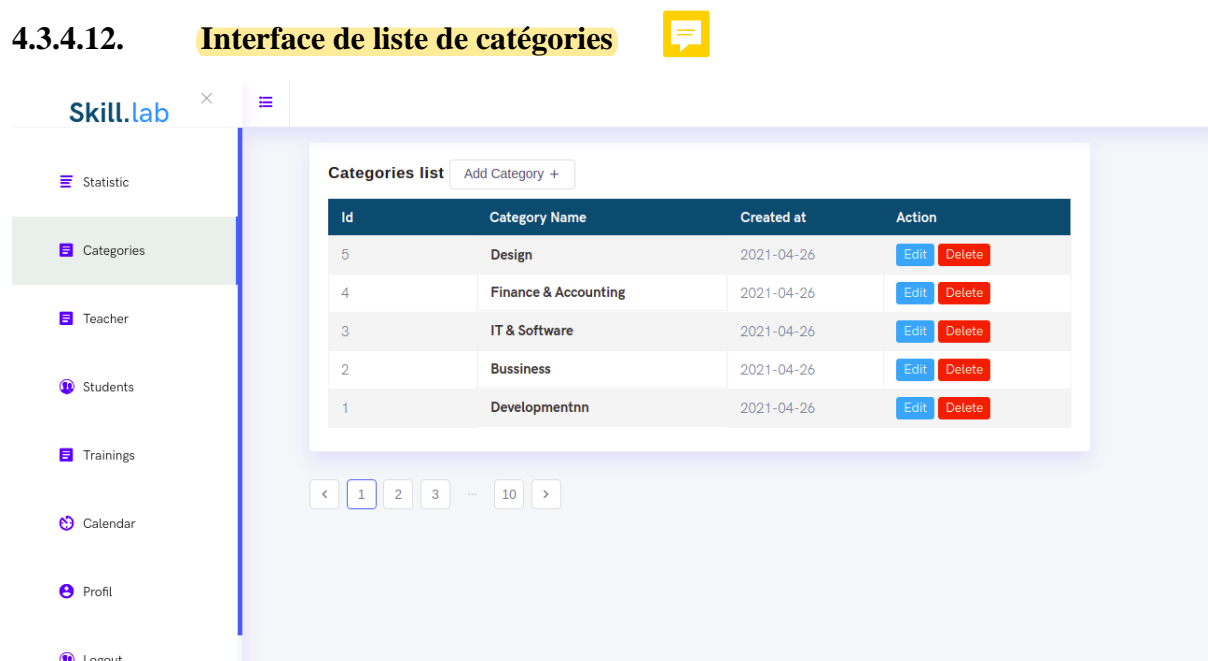 4.3.4.12. Interface de liste de catégories
Skill.lab
Statistic
Categories
Teacher
Students
Trainings
Calendar
Profil
Logout
Categories list Add Category +
Id Category Name Created at Action
5 Design 2021-04-26 Edit Delete
4 Finance & Accounting 2021-04-26 Edit Delete
3 IT & Software 2021-04-26 Edit Delete
2 Bussiness 2021-04-26 Edit Delete
1 Developmentnn 2021-04-26 Edit Delete
< 1 2 3 ··· 10 >